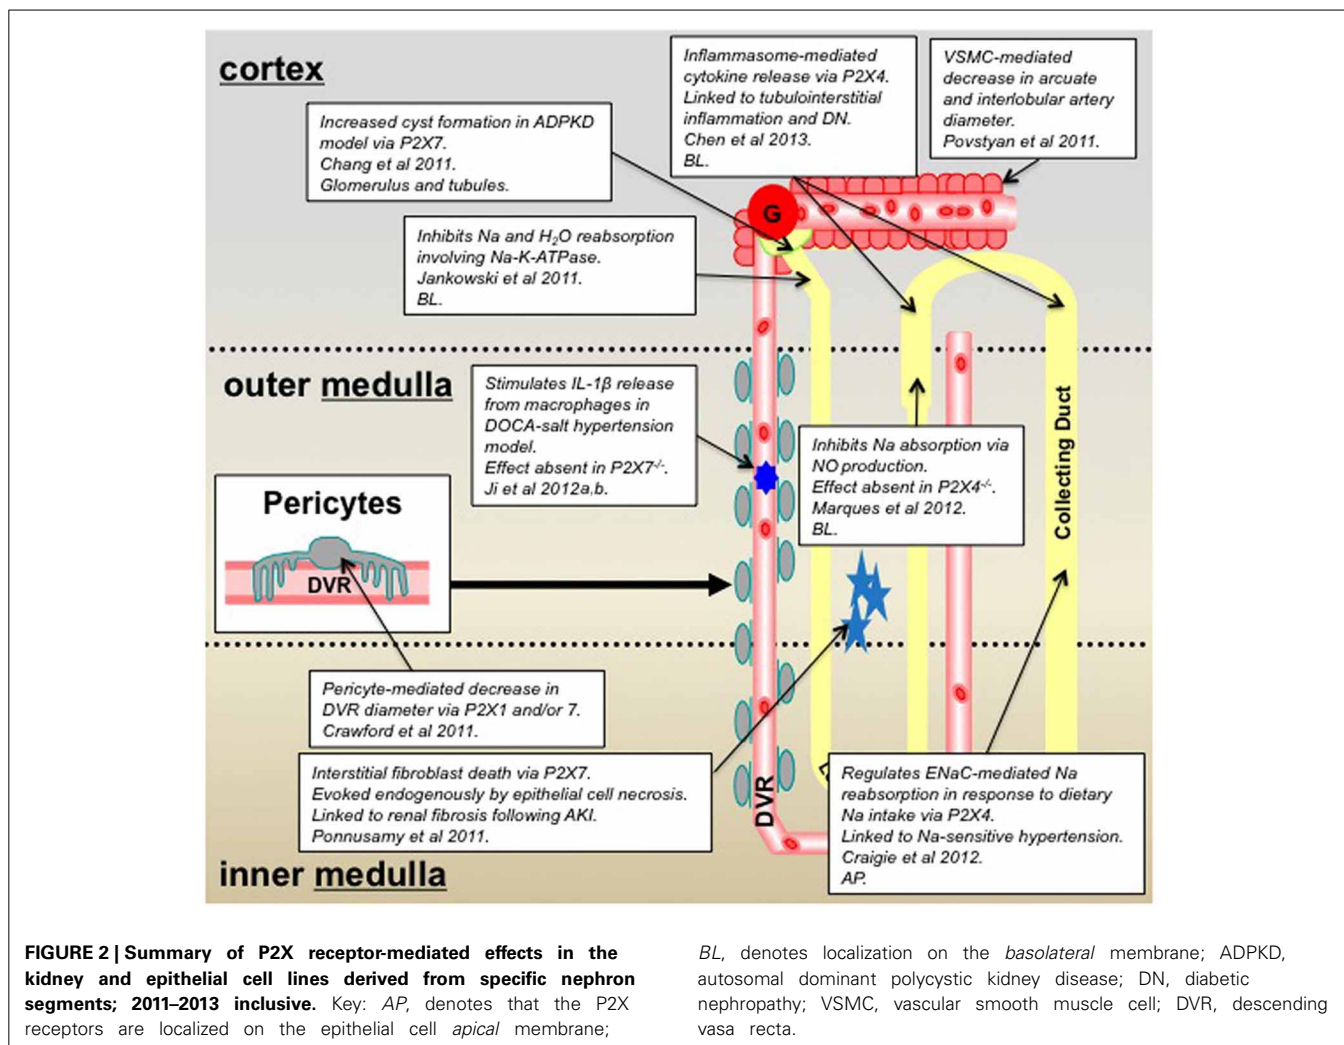 cortex
Increased cyst formation in ADPKD
model via P2X7.
Chang et al 2011.
Glomerulus and tubules.
Inflammasome-mediated
cytokine release via P2X4.
Linked to tubulointerstitial
inflammation and DN.
Chen et al 2013.
BL.
VSMC-mediated
decrease in arcuate
and interlobular artery
diameter.
Povstyan et al 2011.
G
Inhibits Na and H₂O reabsorption
involving Na-K-ATPase.
Jankowski et al 2011.
BL.
outer medulla
Stimulates IL-1β release
from macrophages in
DOCA-salt hypertension
model.
Effect absent in P2X7-/-.
Ji et al 2012a,b.
Inhibits Na absorption via
NO production.
Effect absent in P2X4-/-.
Marques et al 2012.
BL.
Collecting Duct
Pericytes
DVR
Pericyte-mediated decrease in
DVR diameter via P2X1 and/or 7.
Crawford et al 2011.
Interstitial fibroblast death via P2X7.
Evoked endogenously by epithelial cell necrosis.
Linked to renal fibrosis following AKI.
Ponnusamy et al 2011.
DVR
Regulates ENaC-mediated Na
reabsorption in response to dietary
Na intake via P2X4.
Linked to Na-sensitive hypertension.
Craigie et al 2012.
AP.
inner medulla
FIGURE 2 | Summary of P2X receptor-mediated effects in the
kidney and epithelial cell lines derived from specific nephron
segments; 2011–2013 inclusive. Key: AP, denotes that the P2X
receptors are localized on the epithelial cell apical membrane;
BL, denotes localization on the basolateral membrane; ADPKD,
autosomal dominant polycystic kidney disease; DN, diabetic
nephropathy; VSMC, vascular smooth muscle cell; DVR, descending
vasa recta.